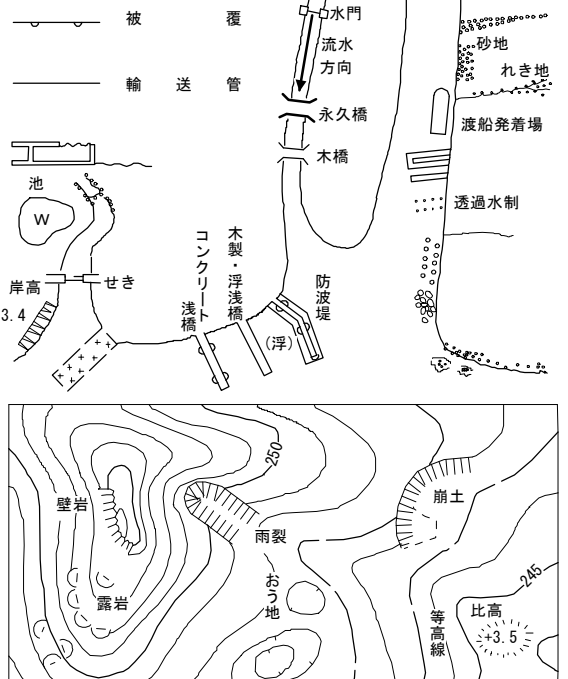 被覆
輸送管
水門
流水
方向
永久橋
木橋
砂地
れき地
渡船発着場
透過水制
池
W
せき
岸高
3.4
コンクリート
浅橋
木製・浮浅橋
防波堤
(浮)
250
壁岩
露岩
雨裂
おう地
崩土
等高線
245
比高
+3.5